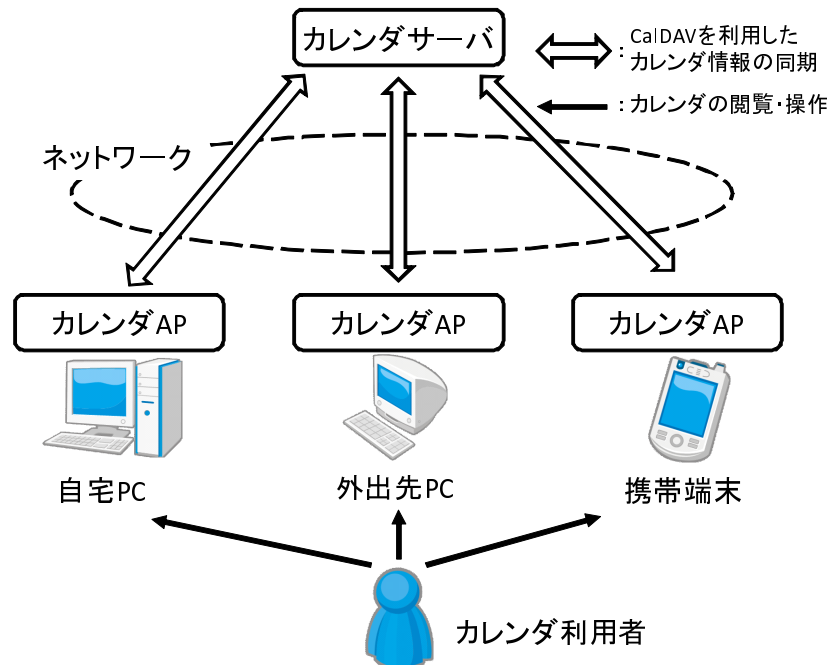 カレンダサーバ
:CalDAVを利用した
カレンダ情報の同期
:カレンダの閲覧・操作
ネットワーク
カレンダAP
カレンダAP
カレンダAP
自宅PC
外出先PC
携帯端末
カレンダ利用者